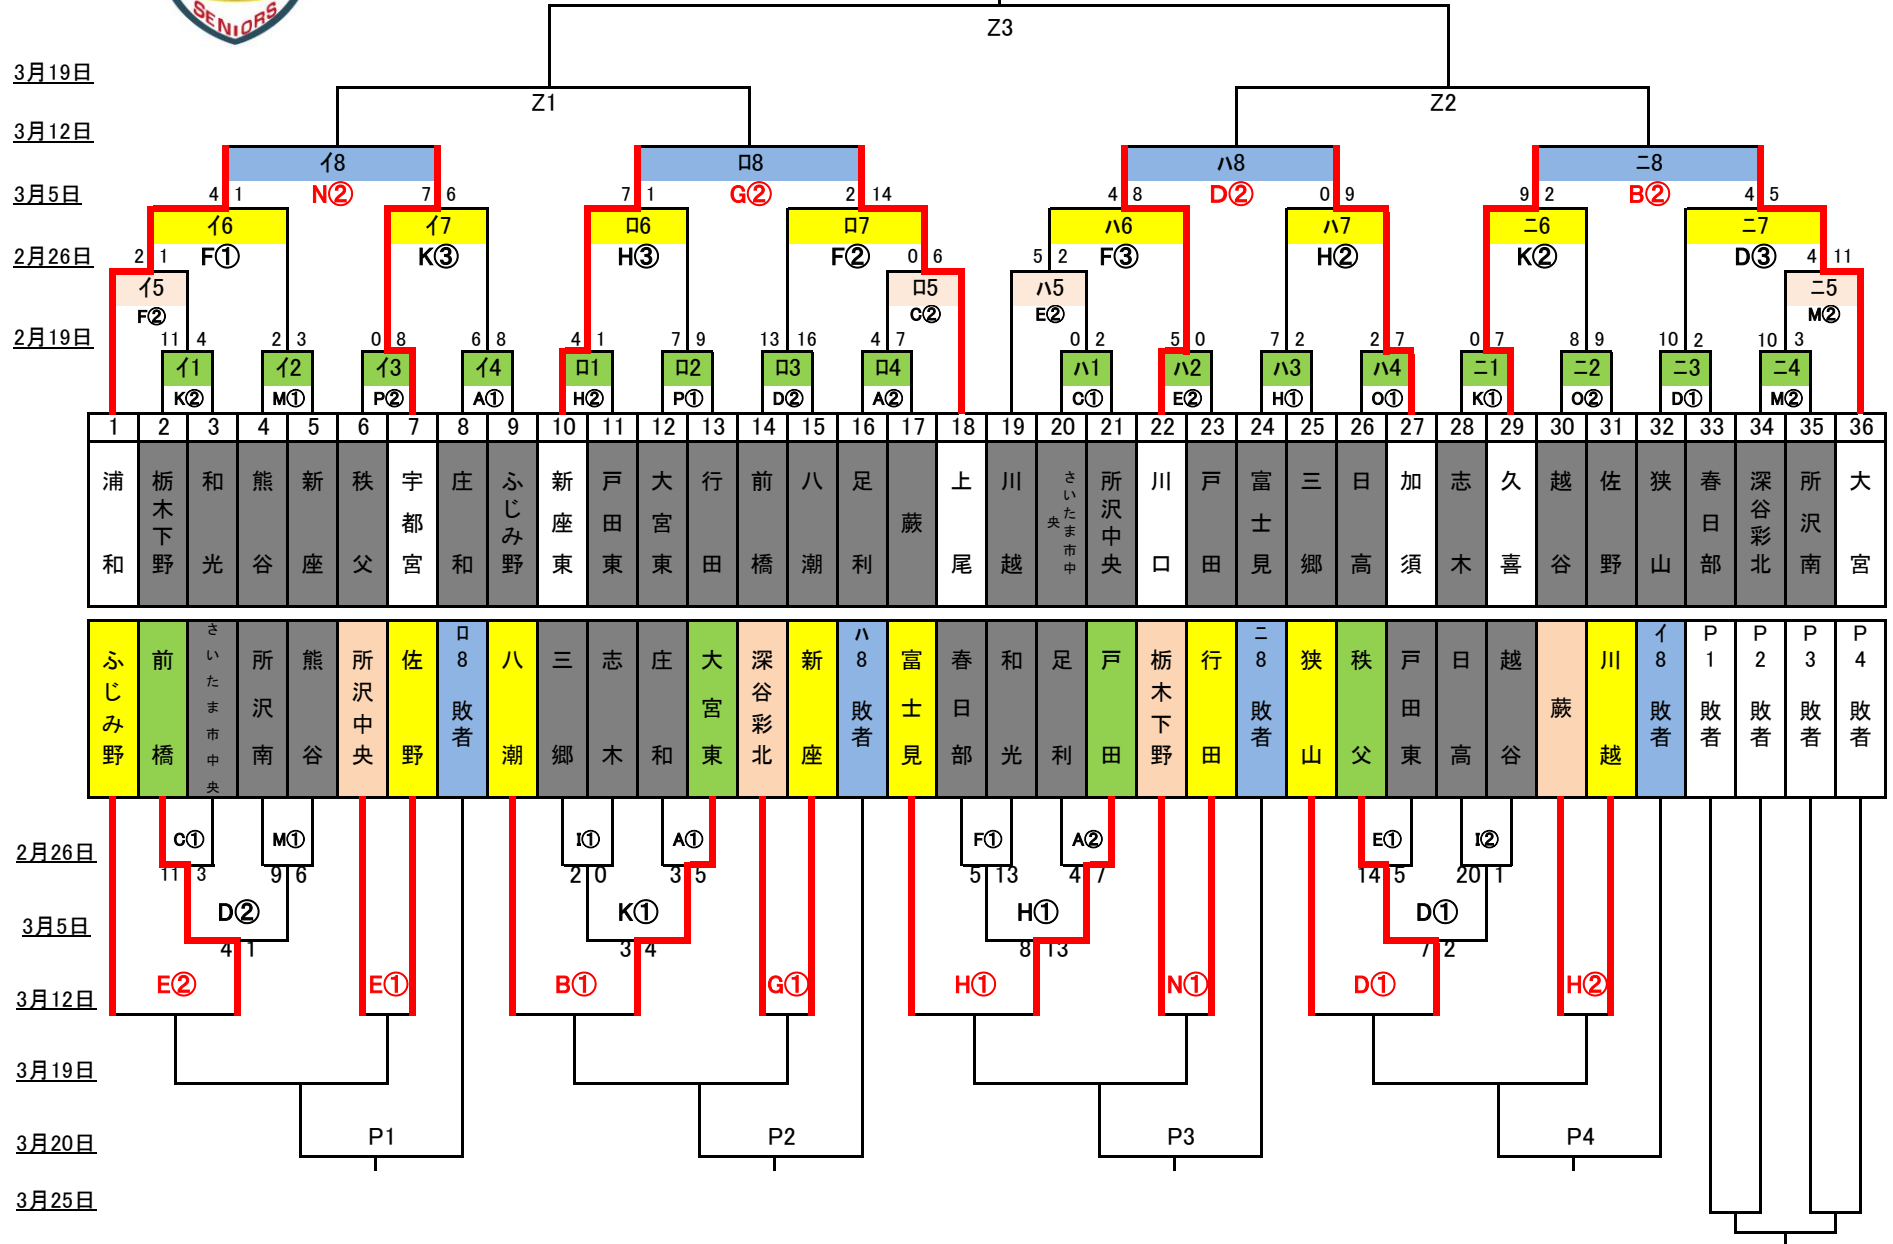 SENIORS
Z3
3月19日
Z1 Z2
3月12日
イ8 ロ8 ハ8 ニ8
3月5日 4 1 N② 7 6 7 1 G② 2 14 4 8 D② 0 9 9 2 B② 4 5
イ6 イ7 ロ6 ロ7 ハ6 ハ7 ニ6 ニ7
2月26日 2 1 F① K③ H③ F② 0 6 5 2 F③ H② K② D③ 4 11
イ5 ロ5 ハ5 ニ5
F② C② E② M②
2月19日 11 4 2 3 0 8 6 8 4 1 7 9 13 16 4 7 0 2 5 0 7 2 2 7 0 7 8 9 10 2 10 3
イ1 イ2 イ3 イ4 ロ1 ロ2 ロ3 ロ4 ハ1 ハ2 ハ3 ハ4 ニ1 ニ2 ニ3 ニ4
K② M① P② A① H② P① D② A② C① E② H① O① K① O② D① M②
1 2 3 4 5 6 7 8 9 10 11 12 13 14 15 16 17 18 19 20 21 22 23 24 25 26 27 28 29 30 31 32 33 34 35 36
浦和
栃木下野
和光
熊谷
新座
秩父
宇都宮
庄和
ふじみ野
新座東
戸田東
大宮東
行田
前橋
八潮
足利
蕨
上尾
川越
さいたま市中央
所沢中央
川口
戸田
富士見
三郷
日高
加須
志木
久喜
越谷
佐野
狭山
春日部
深谷彩北
所沢南
大宮
ふじみ野
前橋
さいたま市中央
所沢南
熊谷
所沢中央
佐野
ロ8敗者
八潮
三郷
志木
庄和
大宮東
深谷彩北
新座
ハ8敗者
富士見
春日部
和光
足利
戸田
栃木下野
行田
ニ8敗者
狭山
秩父
戸田東
日高
越谷
蕨
川越
イ8敗者
P1敗者
P2敗者
P3敗者
P4敗者
C① M① I① A① F① A② E① I②
2月26日
11 3 9 6 2 0 3 5 5 13 4 7 14 5 20 1
D② K① H① D①
3月5日
4 1 3 4 8 13 7 2
E② E① B① G① H① N① D① H②
3月12日
3月19日
P1 P2 P3 P4
3月20日
3月25日